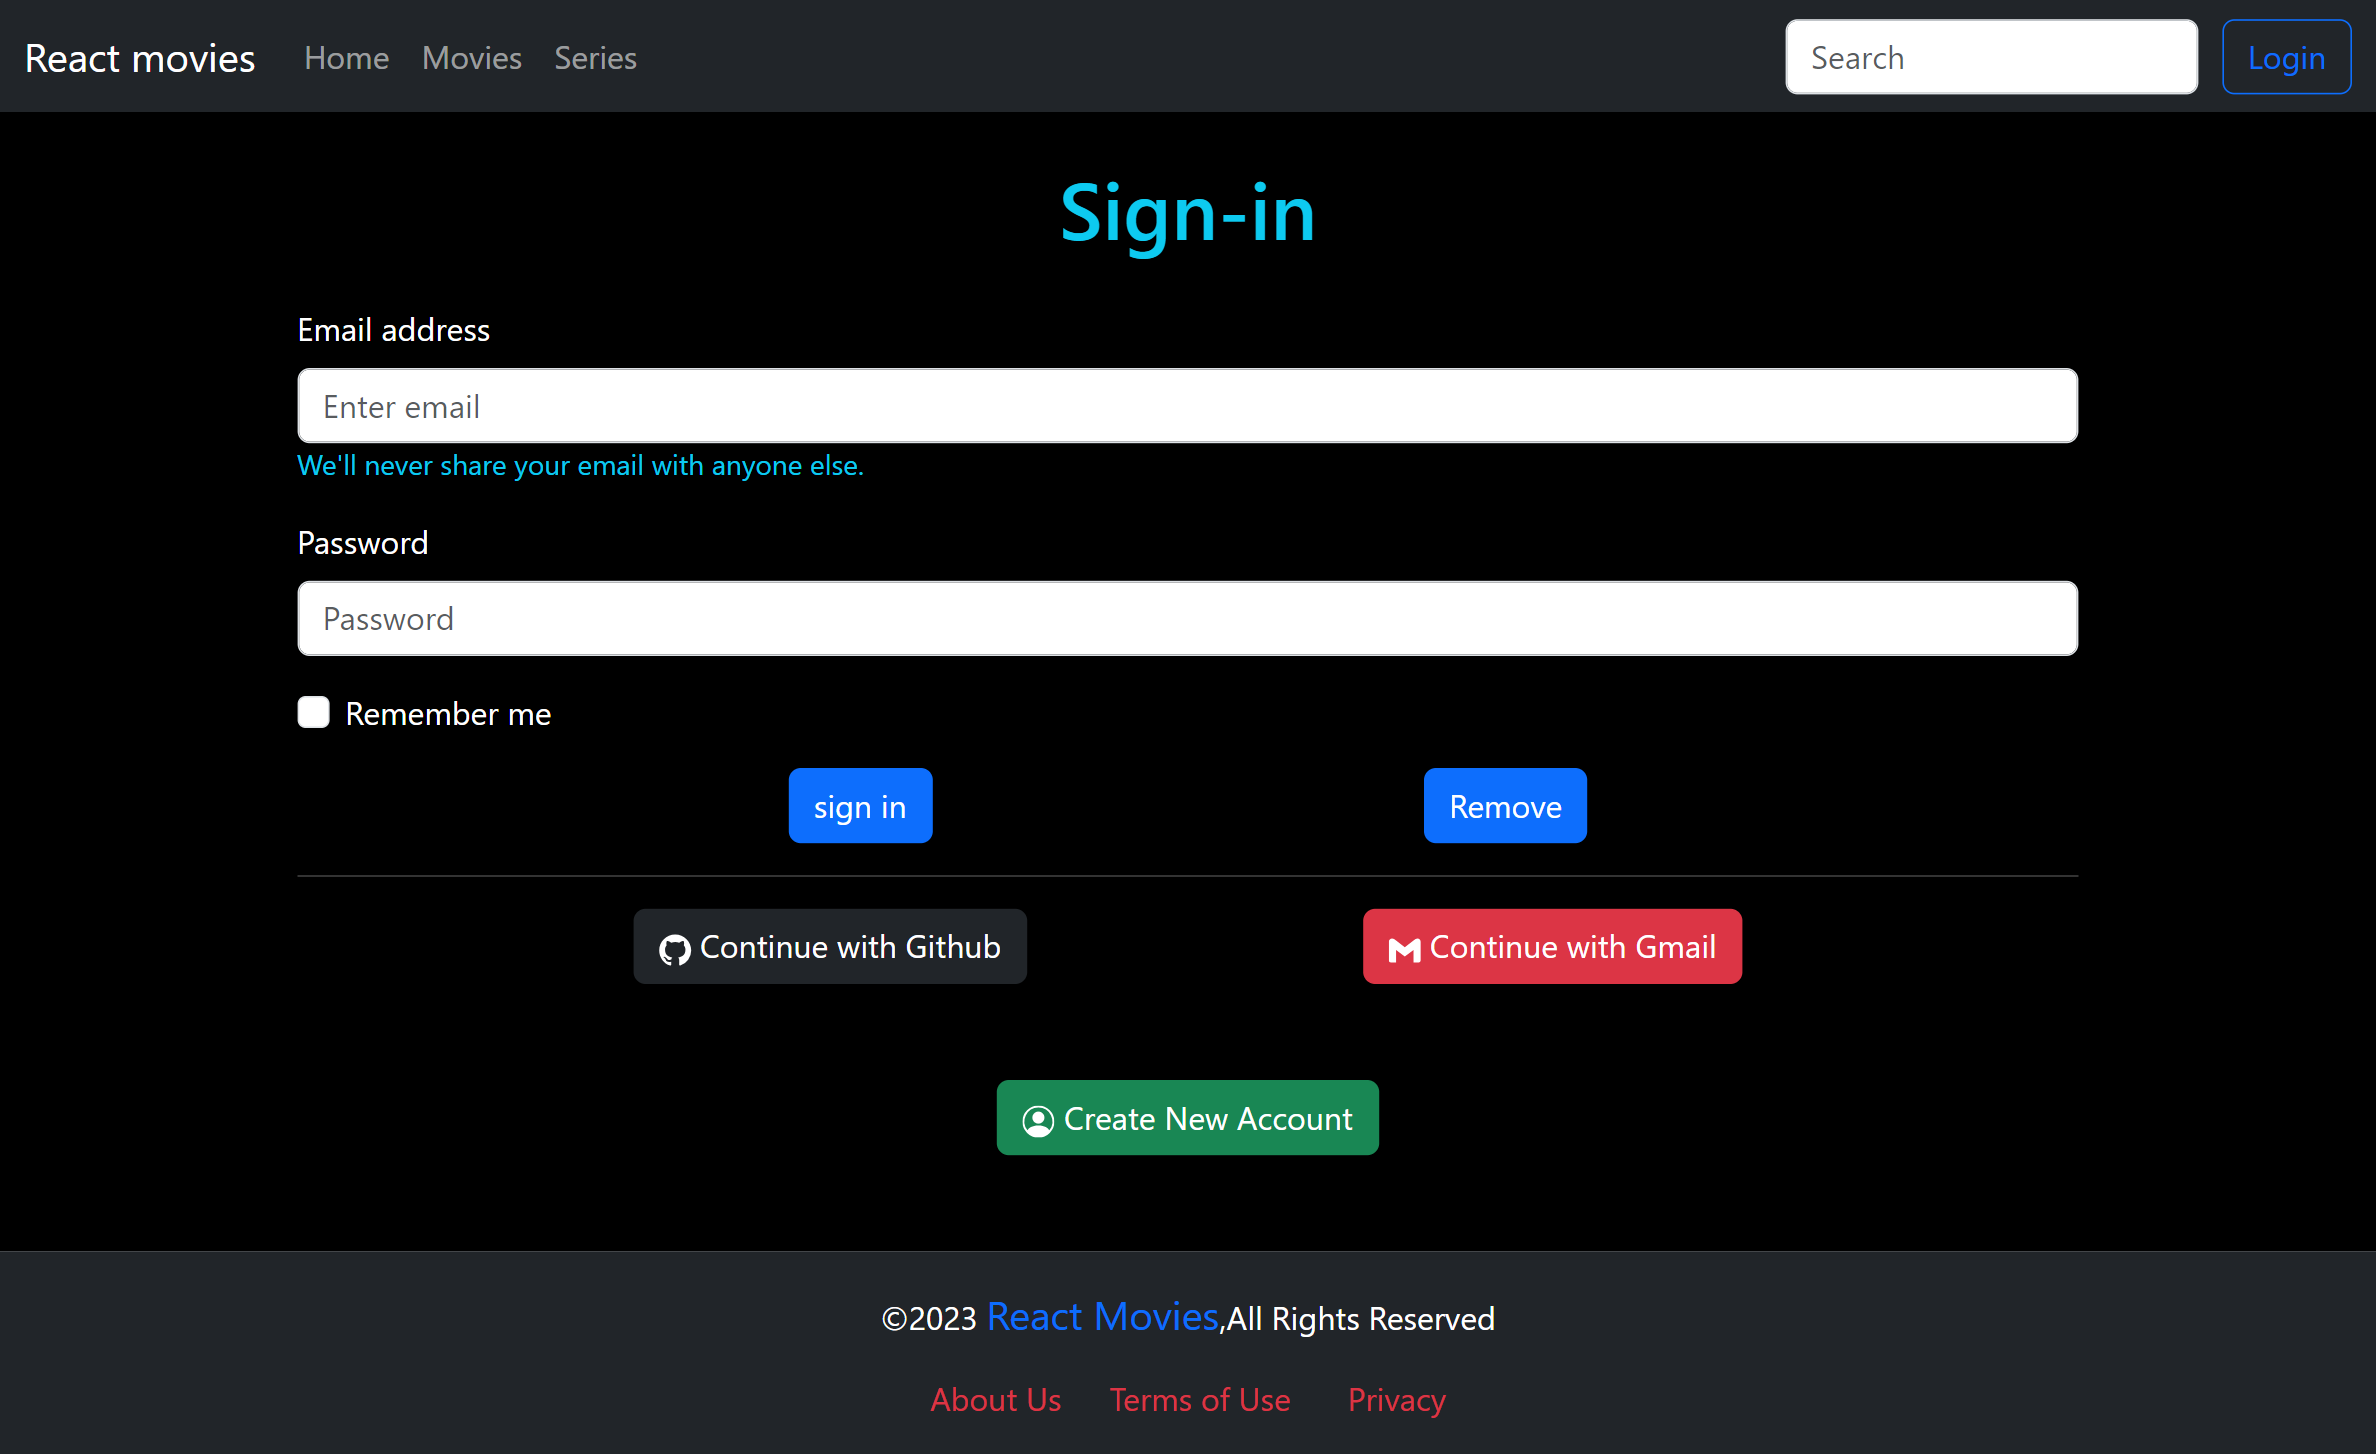 React movies Home Movies Series Search Login
Sign-in
Email address
Enter email
We'll never share your email with anyone else.
Password
Password
Remember me
sign in Remove
Continue with Github Continue with Gmail
Create New Account
©2023 React Movies,All Rights Reserved
About Us Terms of Use Privacy